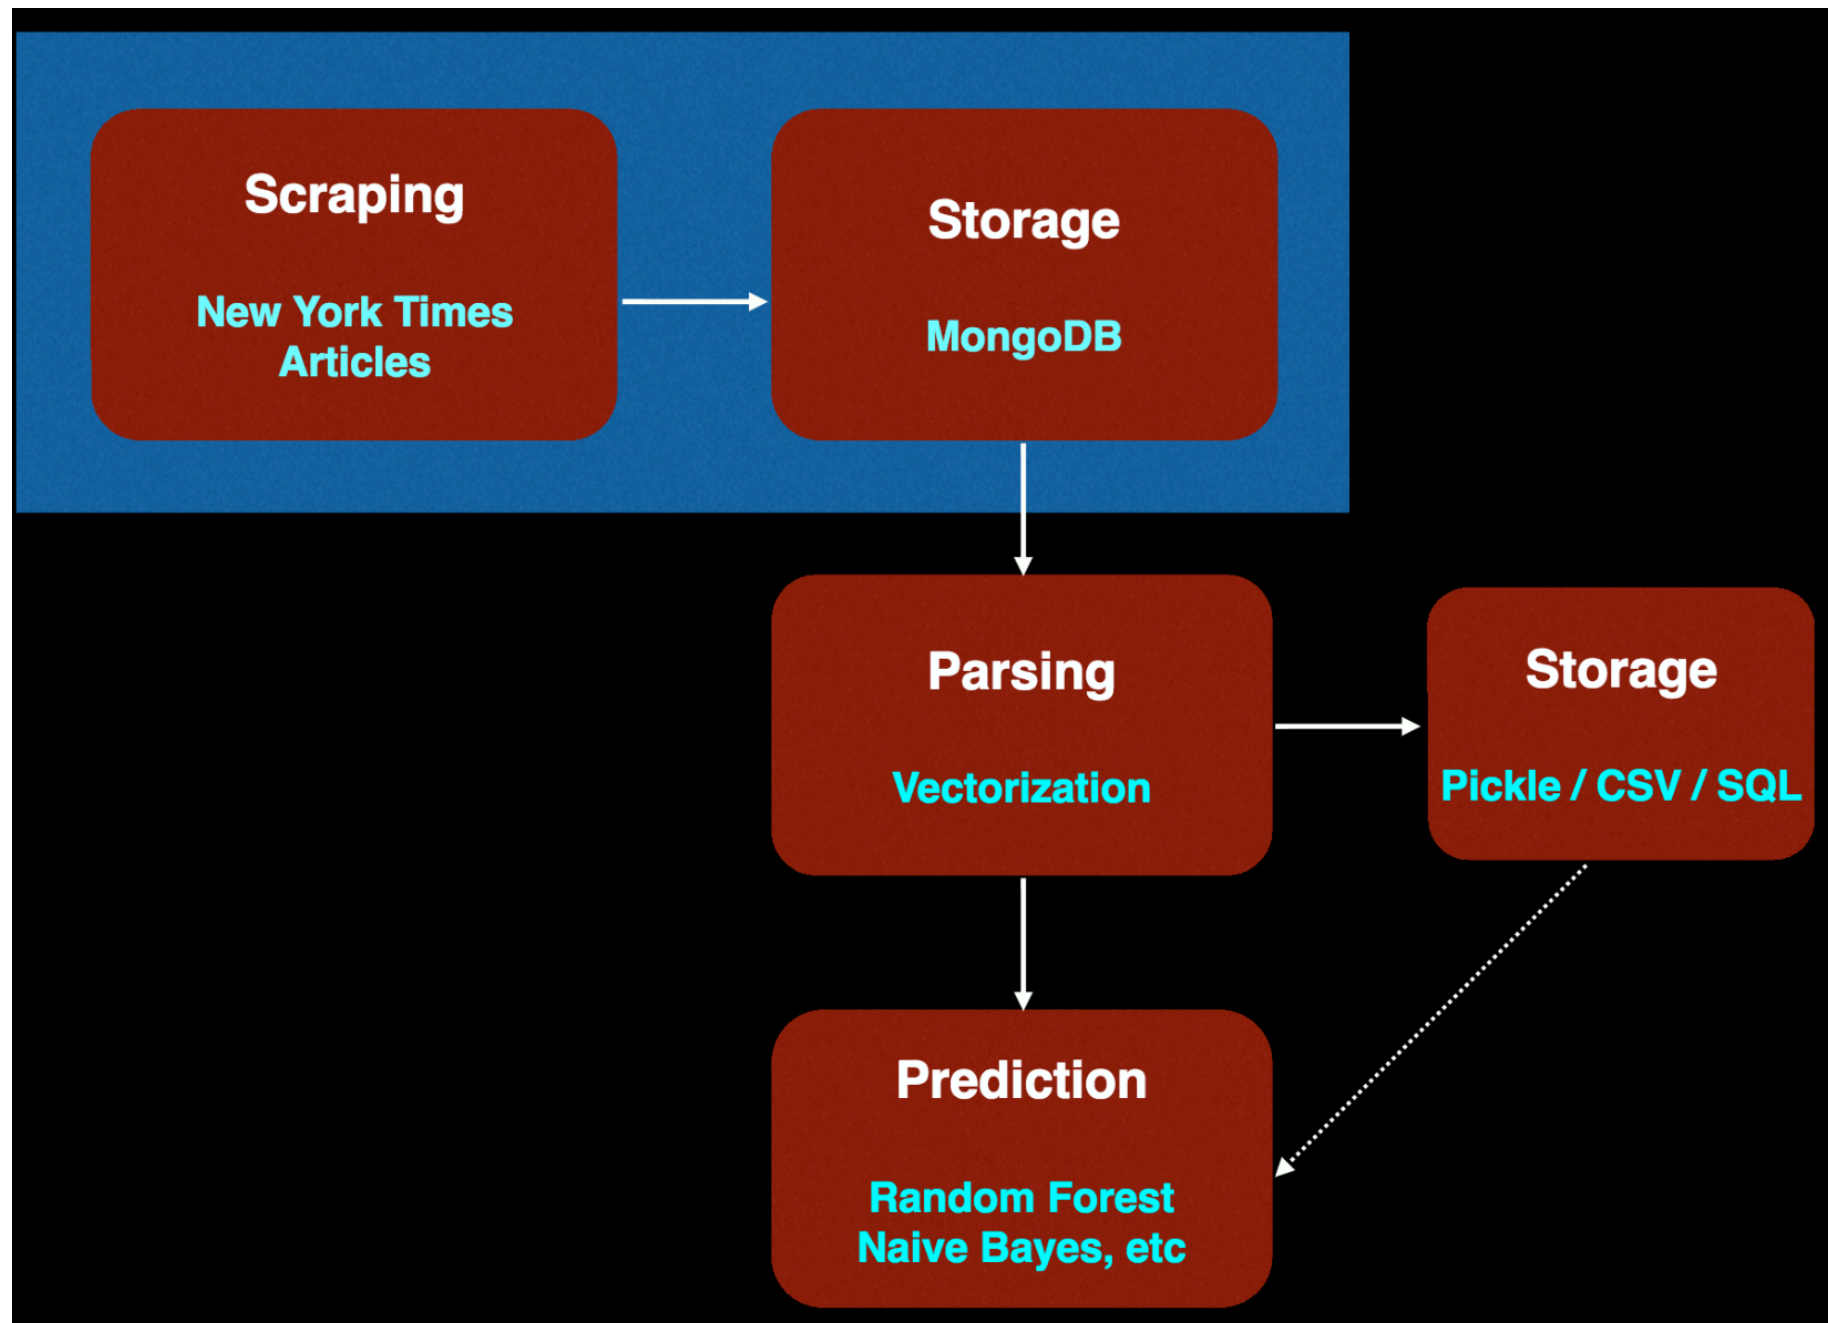 Scraping
New York Times
Articles
Storage
MongoDB
Parsing
Vectorization
Storage
Pickle / CSV / SQL
Prediction
Random Forest
Naive Bayes, etc